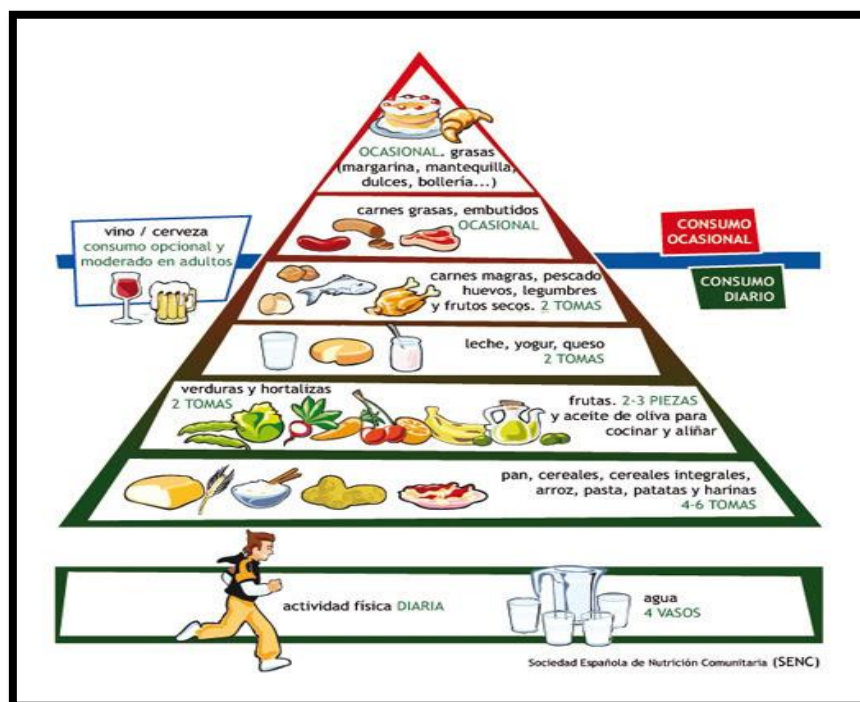 OCASIONAL. grasas
(margarina, mantequilla,
dulces, bollería...)
carnes grasas, embutidos
OCASIONAL
vino / cerveza
consumo opcional y
moderado en adultos
CONSUMO
OCASIONAL
CONSUMO
DIARIO
carnes magras, pescado
huevos, legumbres
y frutos secos. 2 TOMAS
leche, yogur, queso
2 TOMAS
verduras y hortalizas
2 TOMAS
frutas. 2-3 PIEZAS
y aceite de oliva para
cocinar y aliñar
pan, cereales, cereales integrales,
arroz, pasta, patatas y harinas
4-6 TOMAS
actividad física DIARIA
agua
4 VASOS
Sociedad Española de Nutrición Comunitaria (SENC)